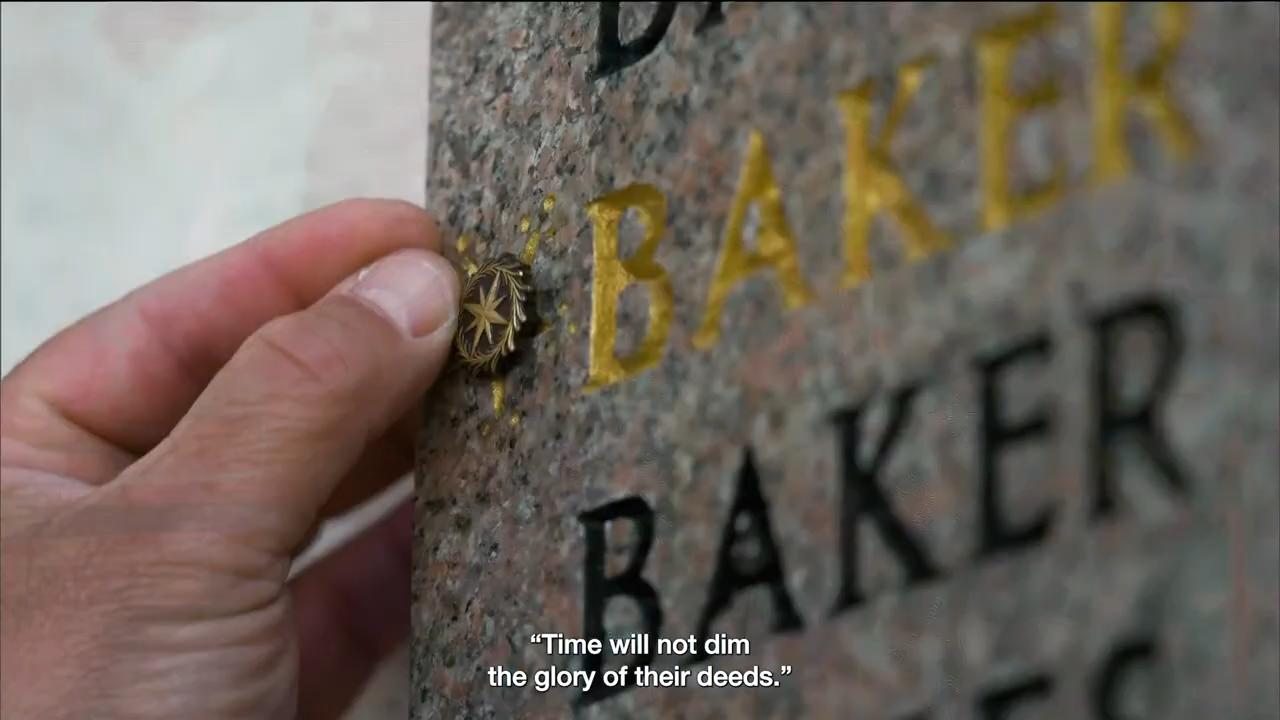 BAKER
BAKER
“Time will not dim
the glory of their deeds.”